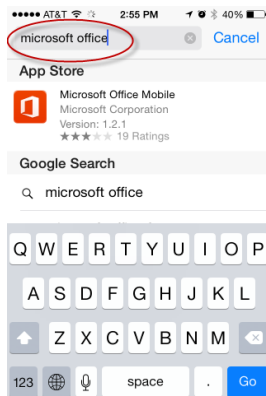 AT&T 2:55 PM 40%
microsoft office Cancel
App Store
Microsoft Office Mobile
Microsoft Corporation
Version: 1.2.1
★★★☆☆ 19 Ratings
Google Search
microsoft office
Q W E R T Y U I O P
A S D F G H J K L
Z X C V B N M
123 space . Go